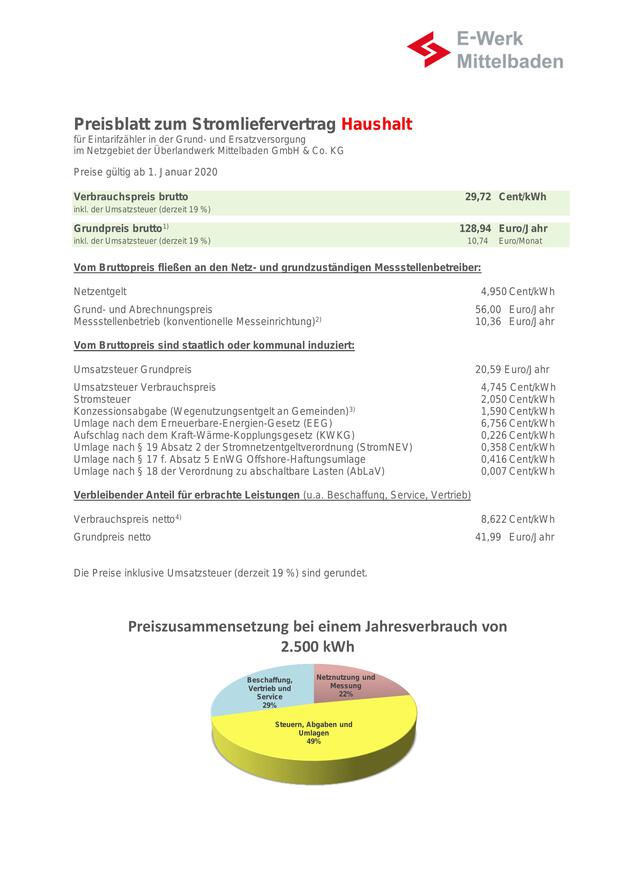 E-Werk
Mittelbaden
Preisblatt zum Stromliefervertrag Haushalt
für Eintarifzähler in der Grund- und Ersatzversorgung
im Netzgebiet der Überlandwerk Mittelbaden GmbH & Co. KG
Preise gültig ab 1. Januar 2020
Verbrauchspreis brutto 29,72 Cent/kWh
inkl. der Umsatzsteuer (derzeit 19 %)
Grundpreis brutto1) 128,94 Euro/Jahr
inkl. der Umsatzsteuer (derzeit 19 %) 10,74 Euro/Monat
Vom Bruttopreis fließen an den Netz- und grundzuständigen Messstellenbetreiber:
Netzentgelt 4,950 Cent/kWh
Grund- und Abrechnungspreis 56,00 Euro/Jahr
Messstellenbetrieb (konventionelle Messeinrichtung)2) 10,36 Euro/Jahr
Vom Bruttopreis sind staatlich oder kommunal induziert:
Umsatzsteuer Grundpreis 20,59 Euro/Jahr
Umsatzsteuer Verbrauchspreis 4,745 Cent/kWh
Stromsteuer 2,050 Cent/kWh
Konzessionsabgabe (Wegenutzungsentgelt an Gemeinden)3) 1,590 Cent/kWh
Umlage nach dem Erneuerbare-Energien-Gesetz (EEG) 6,756 Cent/kWh
Aufschlag nach dem Kraft-Wärme-Kopplungsgesetz (KWKG) 0,226 Cent/kWh
Umlage nach § 19 Absatz 2 der Stromnetzentgeltverordnung (StromNEV) 0,358 Cent/kWh
Umlage nach § 17 f. Absatz 5 EnWG Offshore-Haftungsumlage 0,416 Cent/kWh
Umlage nach § 18 der Verordnung zu abschaltbare Lasten (AbLaV) 0,007 Cent/kWh
Verbleibender Anteil für erbrachte Leistungen (u.a. Beschaffung, Service, Vertrieb)
Verbrauchspreis netto4) 8,622 Cent/kWh
Grundpreis netto 41,99 Euro/Jahr
Die Preise inklusive Umsatzsteuer (derzeit 19 %) sind gerundet.
Preiszusammensetzung bei einem Jahresverbrauch von
2.500 kWh
Beschaffung,
Vertrieb und
Service
29%
Netznutzung und
Messung
22%
Steuern, Abgaben und
Umlagen
49%